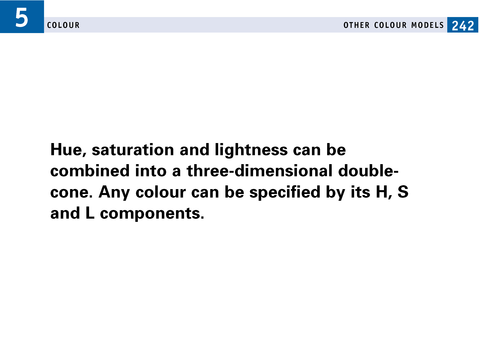 5
COLOUR
OTHER COLOUR MODELS 242
Hue, saturation and lightness can be
combined into a three-dimensional double-
cone. Any colour can be specified by its H, S
and L components.